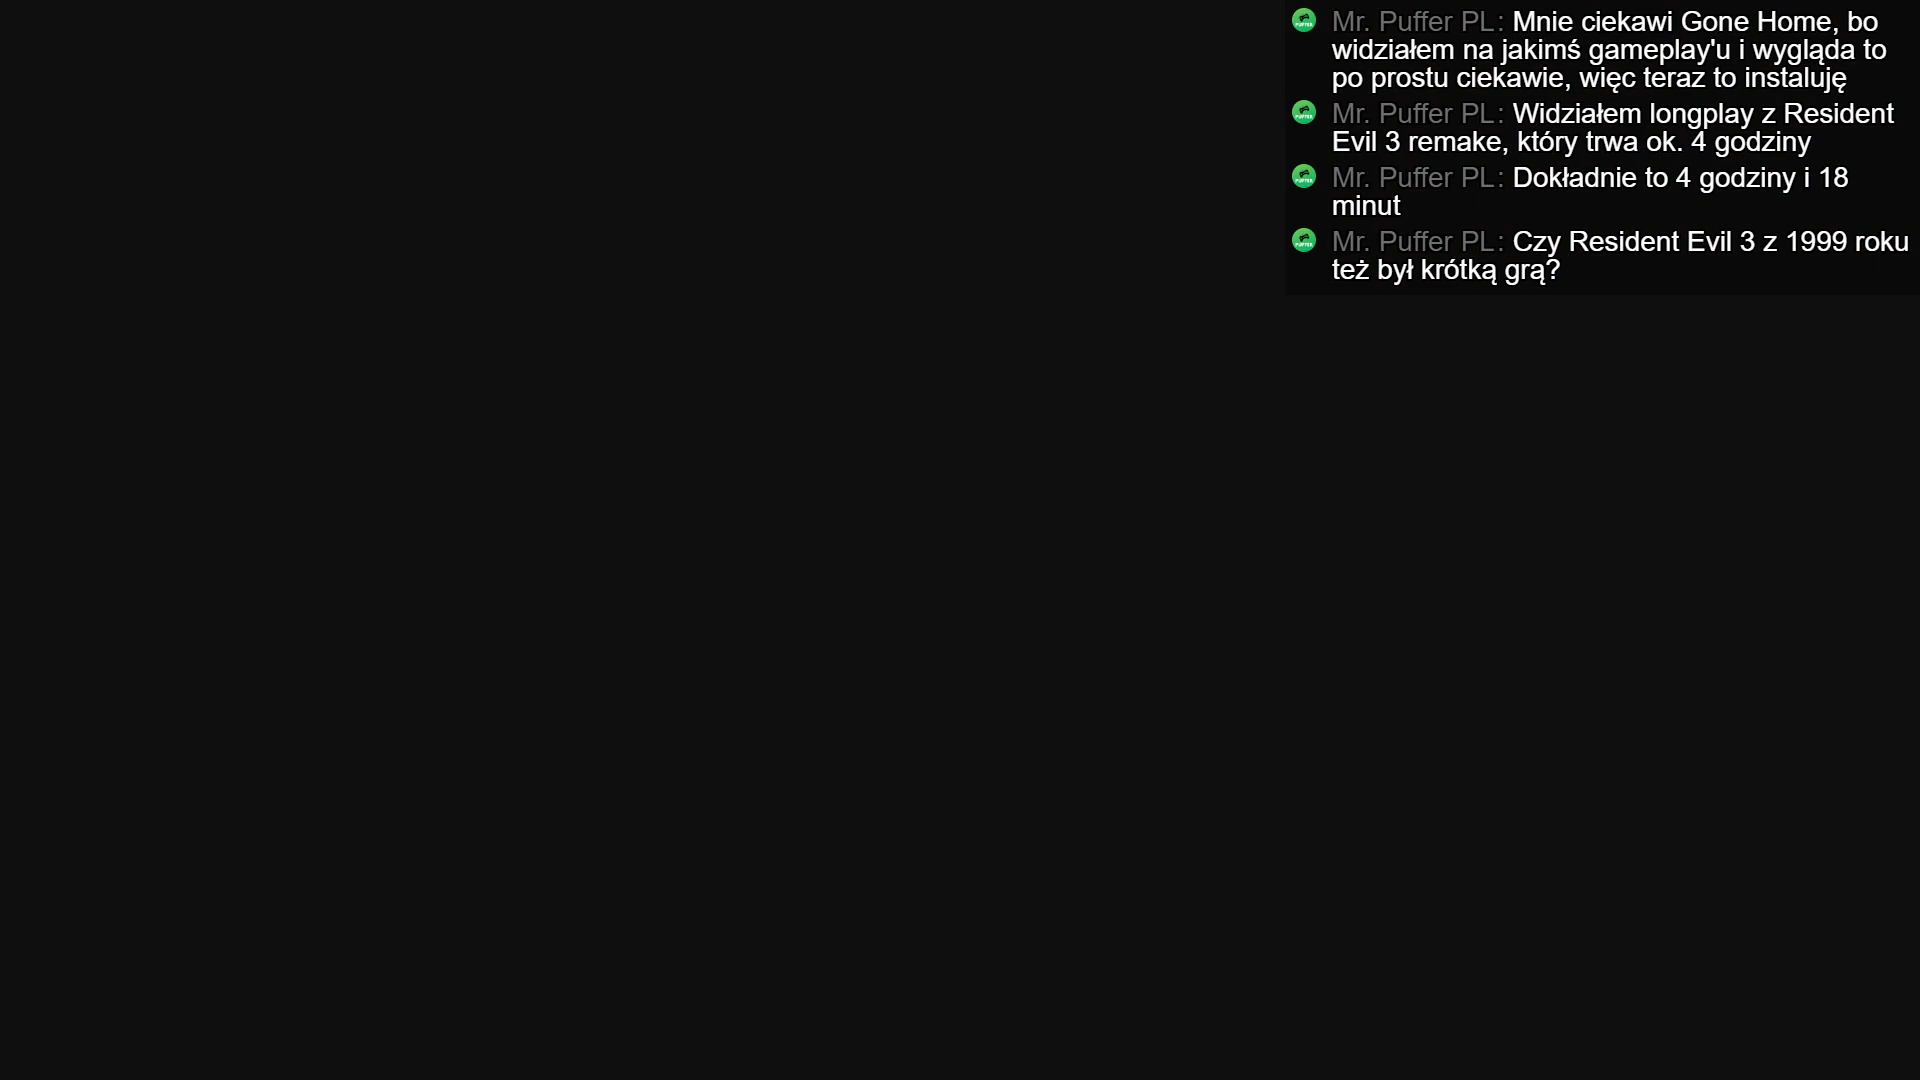 Mr. Puffer PL: Mnie ciekawi Gone Home, bo
widziałem na jakimś gameplay'u i wygląda to
po prostu ciekawie, więc teraz to instaluję
Mr. Puffer PL: Widziałem longplay z Resident
Evil 3 remake, który trwa ok. 4 godziny
Mr. Puffer PL: Dokładnie to 4 godziny i 18
minut
Mr. Puffer PL: Czy Resident Evil 3 z 1999 roku
też był krótką grą?